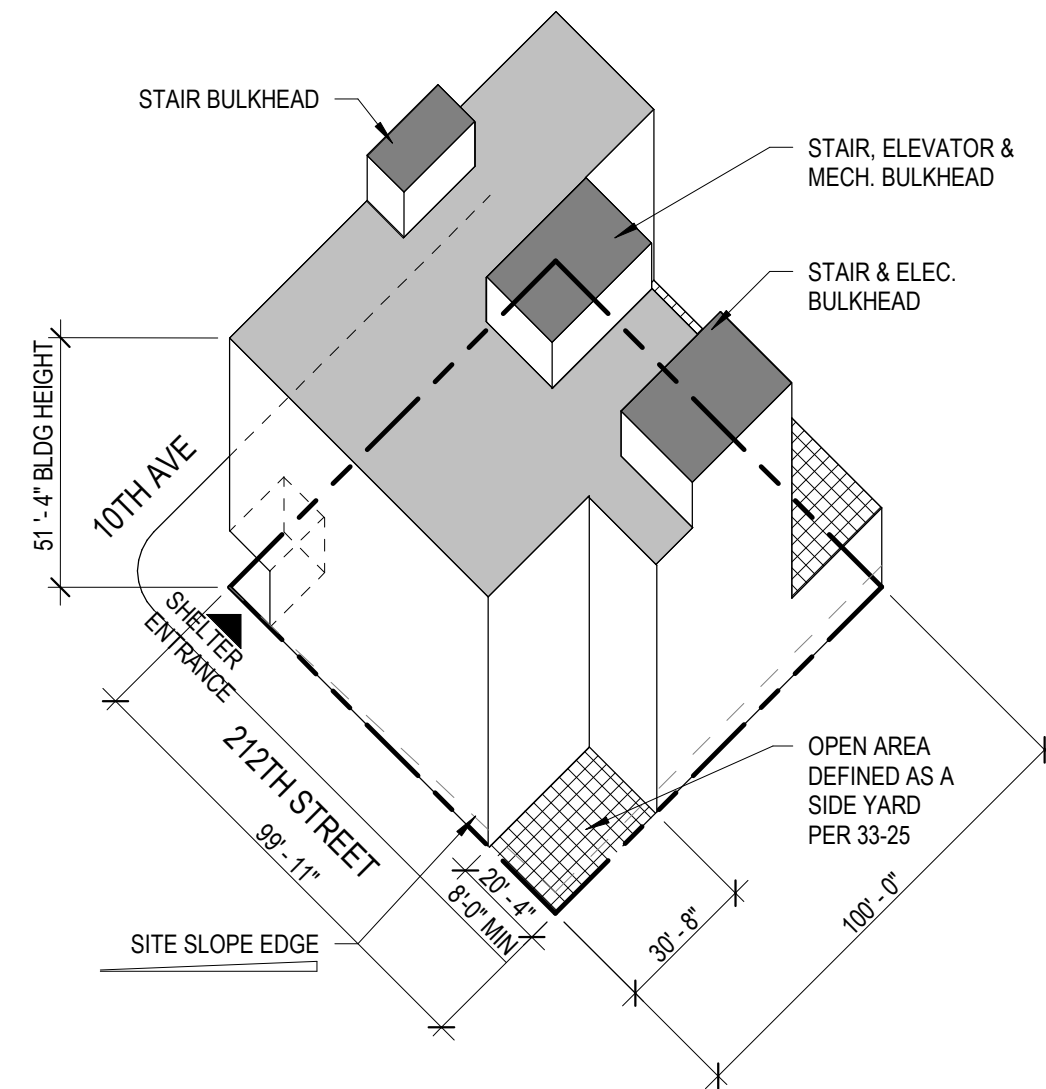 STAIR BULKHEAD
STAIR, ELEVATOR &
MECH. BULKHEAD
STAIR & ELEC.
BULKHEAD
51 '- 4" BLDG HEIGHT
10TH AVE
SHELTER
ENTRANCE
212TH STREET
99' - 11"
20' - 4"
8'-0" MIN
30' - 8"
100' - 0"
OPEN AREA
DEFINED AS A
SIDE YARD
PER 33-25
SITE SLOPE EDGE